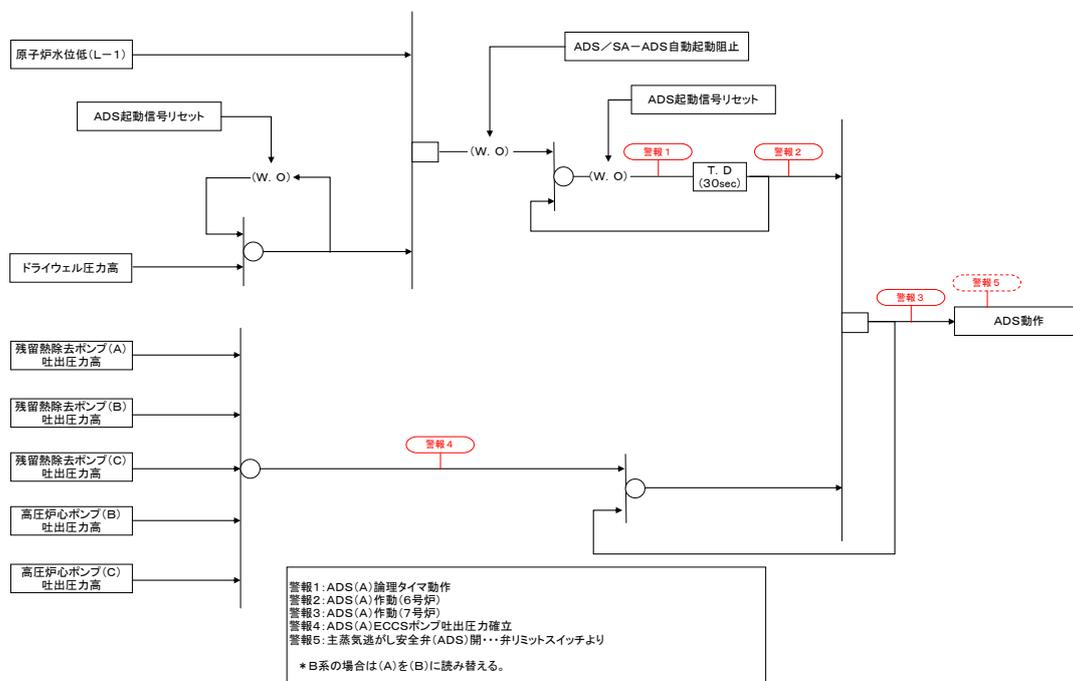 原子炉水位低(L-1)
ADS/SA-ADS自動起動阻止
ADS起動信号リセット
ADS起動信号リセット
(W.O)
(W.O)
(W.O)
警報1
T.D
(30sec)
警報2
ドライウェル圧力高
警報3
警報5
ADS動作
残留熱除去ポンプ(A)
吐出圧力高
残留熱除去ポンプ(B)
吐出圧力高
残留熱除去ポンプ(C)
吐出圧力高
警報4
高圧炉心ポンプ(B)
吐出圧力高
高圧炉心ポンプ(C)
吐出圧力高
警報1:ADS(A)論理タイマ動作
警報2:ADS(A)作動(6号炉)
警報3:ADS(A)作動(7号炉)
警報4:ADS(A)ECCSポンプ吐出圧力確立
警報5:主蒸気逃がし安全弁(ADS)開・・・弁リミットスイッチより
*B系の場合は(A)を(B)に読み替える。